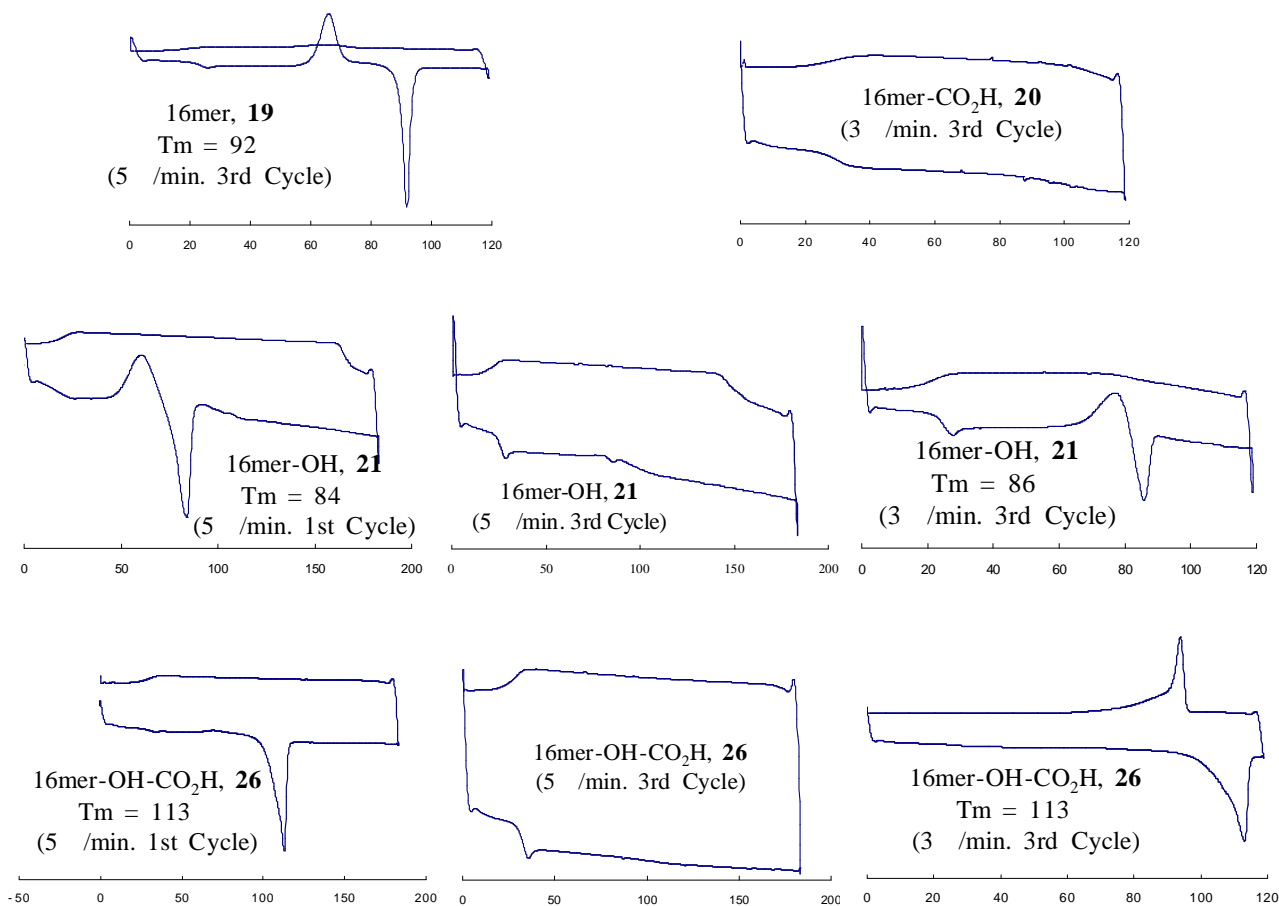 16mer, 19
Tm = 92
(5 /min. 3rd Cycle)
0 20 40 60 80 100 120
16mer-CO2H, 20
(3 /min. 3rd Cycle)
0 20 40 60 80 100 120
16mer-OH, 21
Tm = 84
(5 /min. 1st Cycle)
0 50 100 150 200
16mer-OH, 21
(5 /min. 3rd Cycle)
0 50 100 150 200
16mer-OH, 21
Tm = 86
(3 /min. 3rd Cycle)
0 20 40 60 80 100 120
16mer-OH-CO2H, 26
Tm = 113
(5 /min. 1st Cycle)
-50 0 50 100 150 200
16mer-OH-CO2H, 26
(5 /min. 3rd Cycle)
0 50 100 150 200
16mer-OH-CO2H, 26
Tm = 113
(3 /min. 3rd Cycle)
0 20 40 60 80 100 120